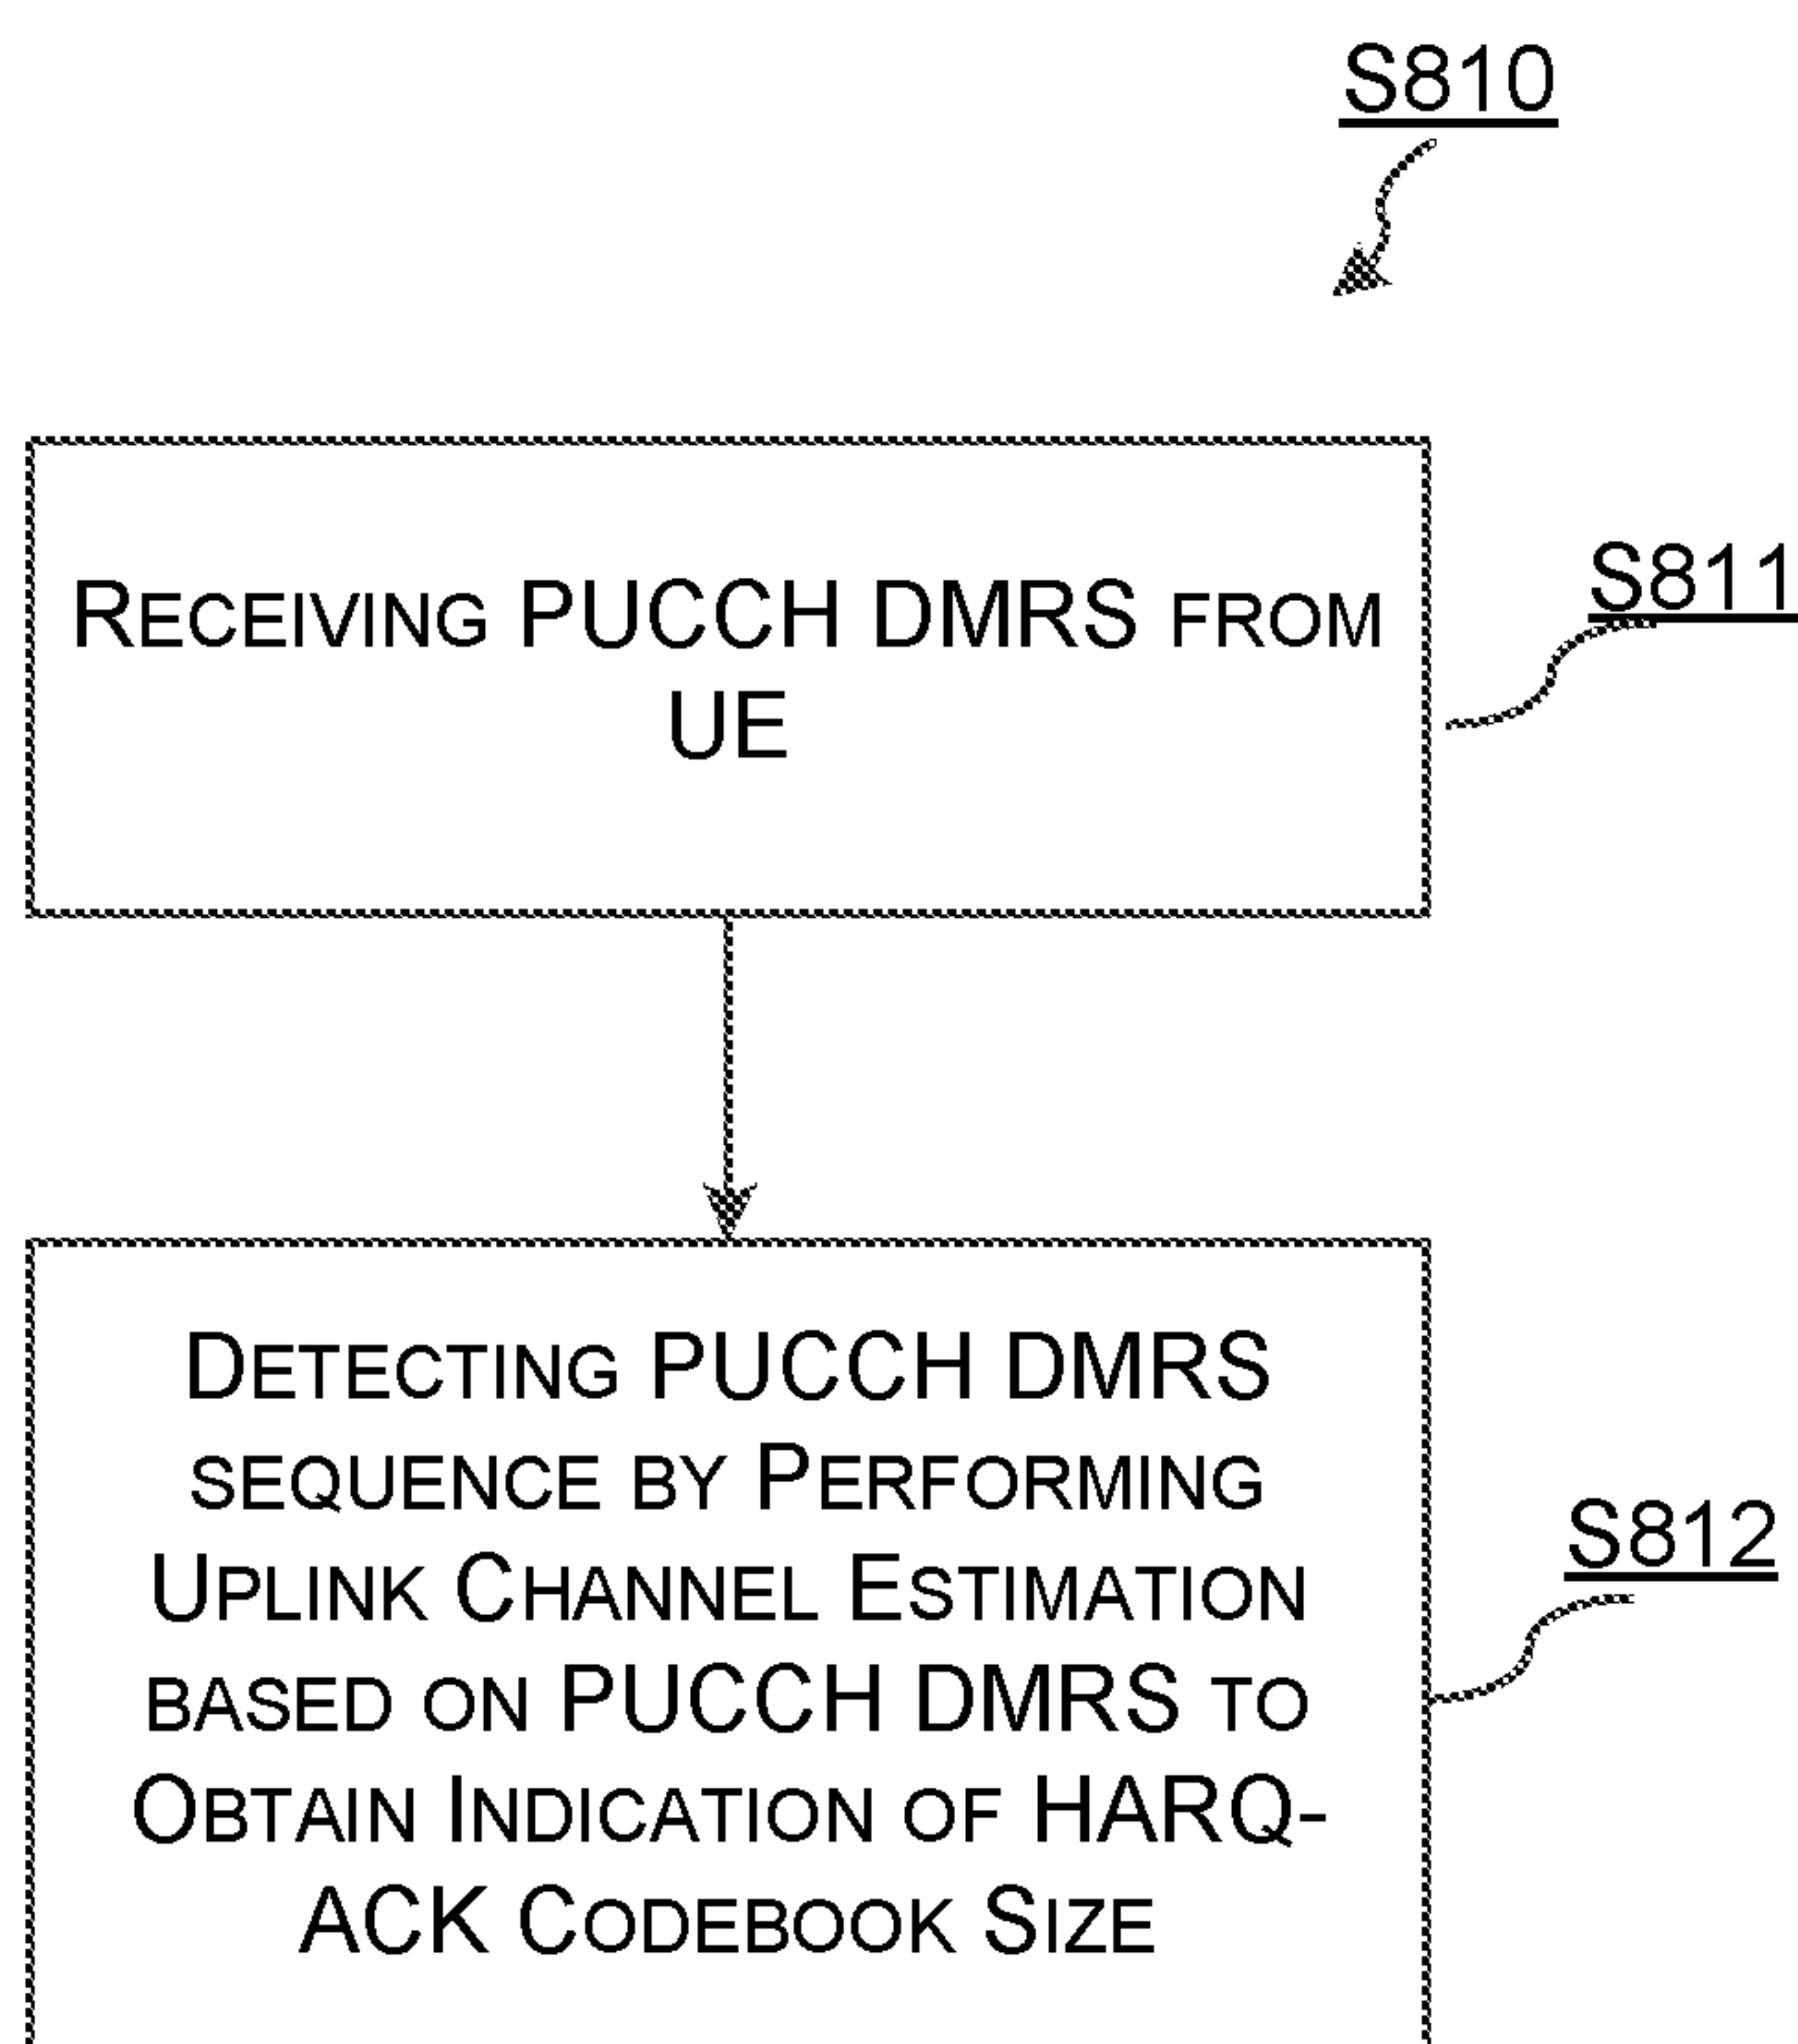 S810
RECEIVING PUCCH DMRS FROM
UE
S811
DETECTING PUCCH DMRS
SEQUENCE BY PERFORMING
UPLINK CHANNEL ESTIMATION
BASED ON PUCCH DMRS TO
OBTAIN INDICATION OF HARQ-
ACK CODEBOOK SIZE
S812